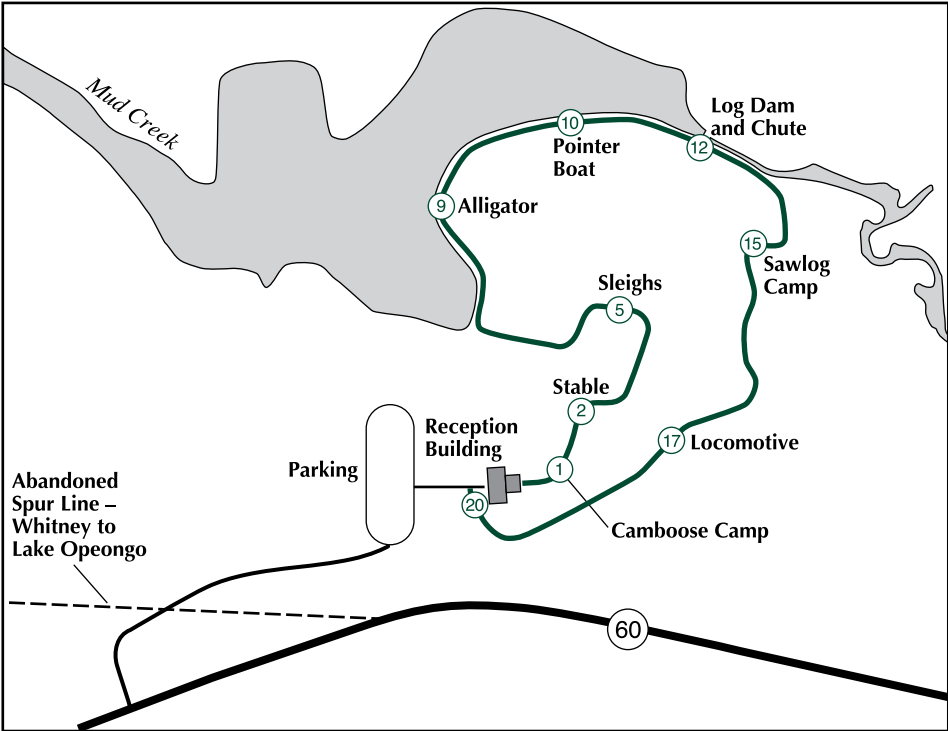 Mud Creek
Log Dam
and Chute
10
Pointer
Boat
12
9
Alligator
15
Sawlog
Camp
Sleighs
5
Stable
2
Reception
Building
17
Locomotive
Parking
1
20
Camboose Camp
Abandoned
Spur Line –
Whitney to
Lake Opeongo
60